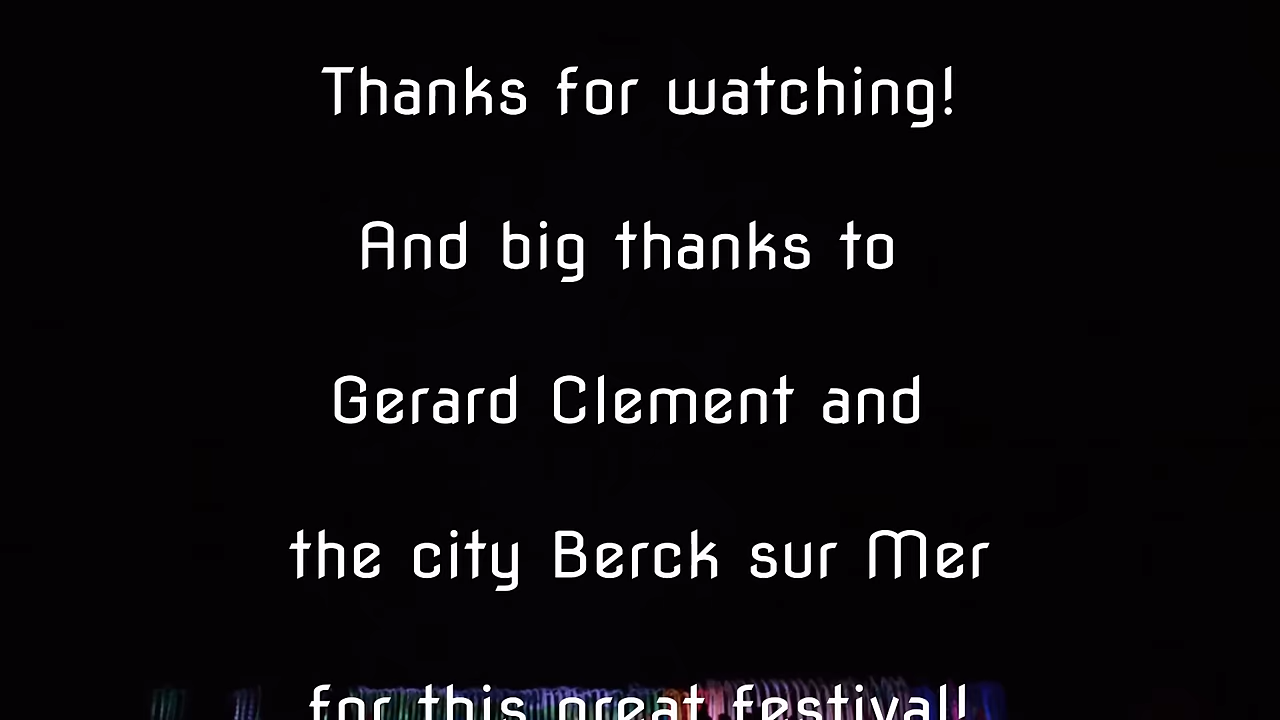 Thanks for watching!
And big thanks to
Gerard Clement and
the city Berck sur Mer
for this great festival!